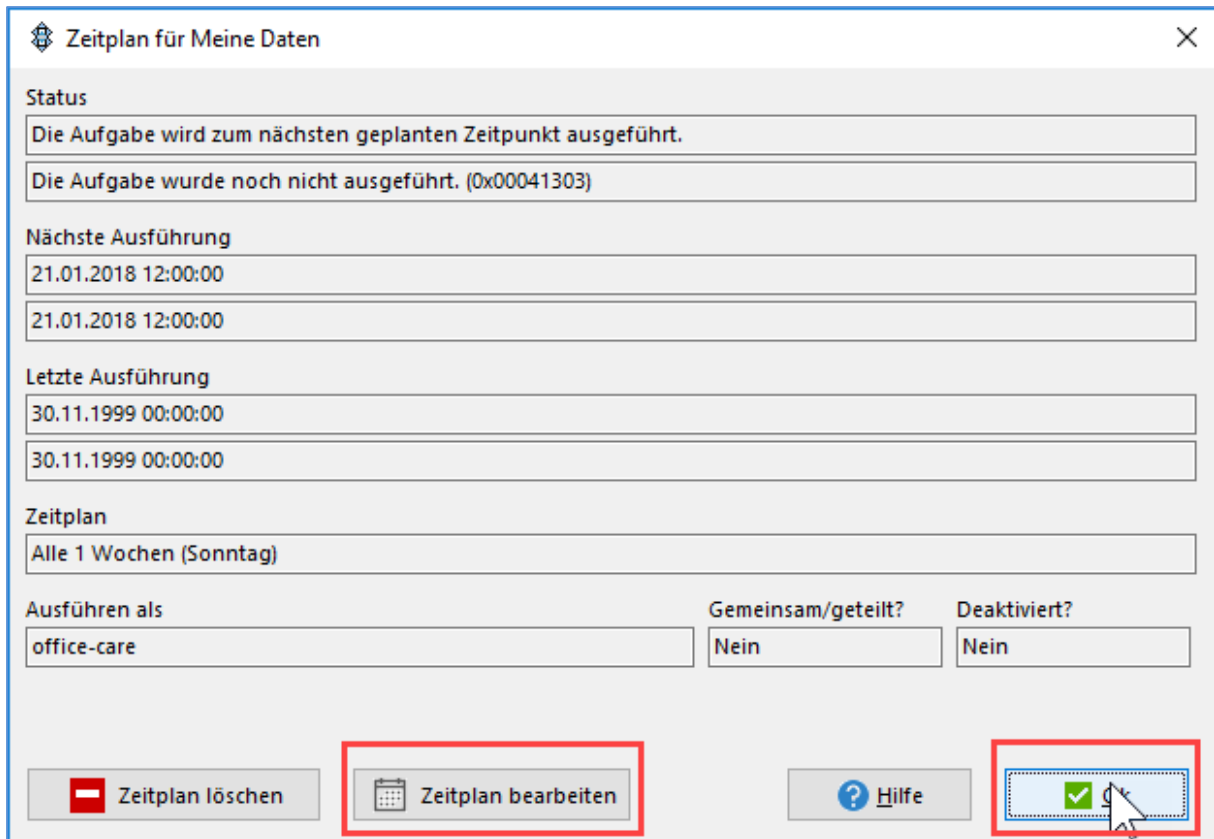 Zeitplan für Meine Daten
Status
Die Aufgabe wird zum nächsten geplanten Zeitpunkt ausgeführt.
Die Aufgabe wurde noch nicht ausgeführt. (0x00041303)
Nächste Ausführung
21.01.2018 12:00:00
21.01.2018 12:00:00
Letzte Ausführung
30.11.1999 00:00:00
30.11.1999 00:00:00
Zeitplan
Alle 1 Wochen (Sonntag)
Ausführen als Gemeinsam/geteilt? Deaktiviert?
office-care Nein Nein
Zeitplan löschen Zeitplan bearbeiten Hilfe